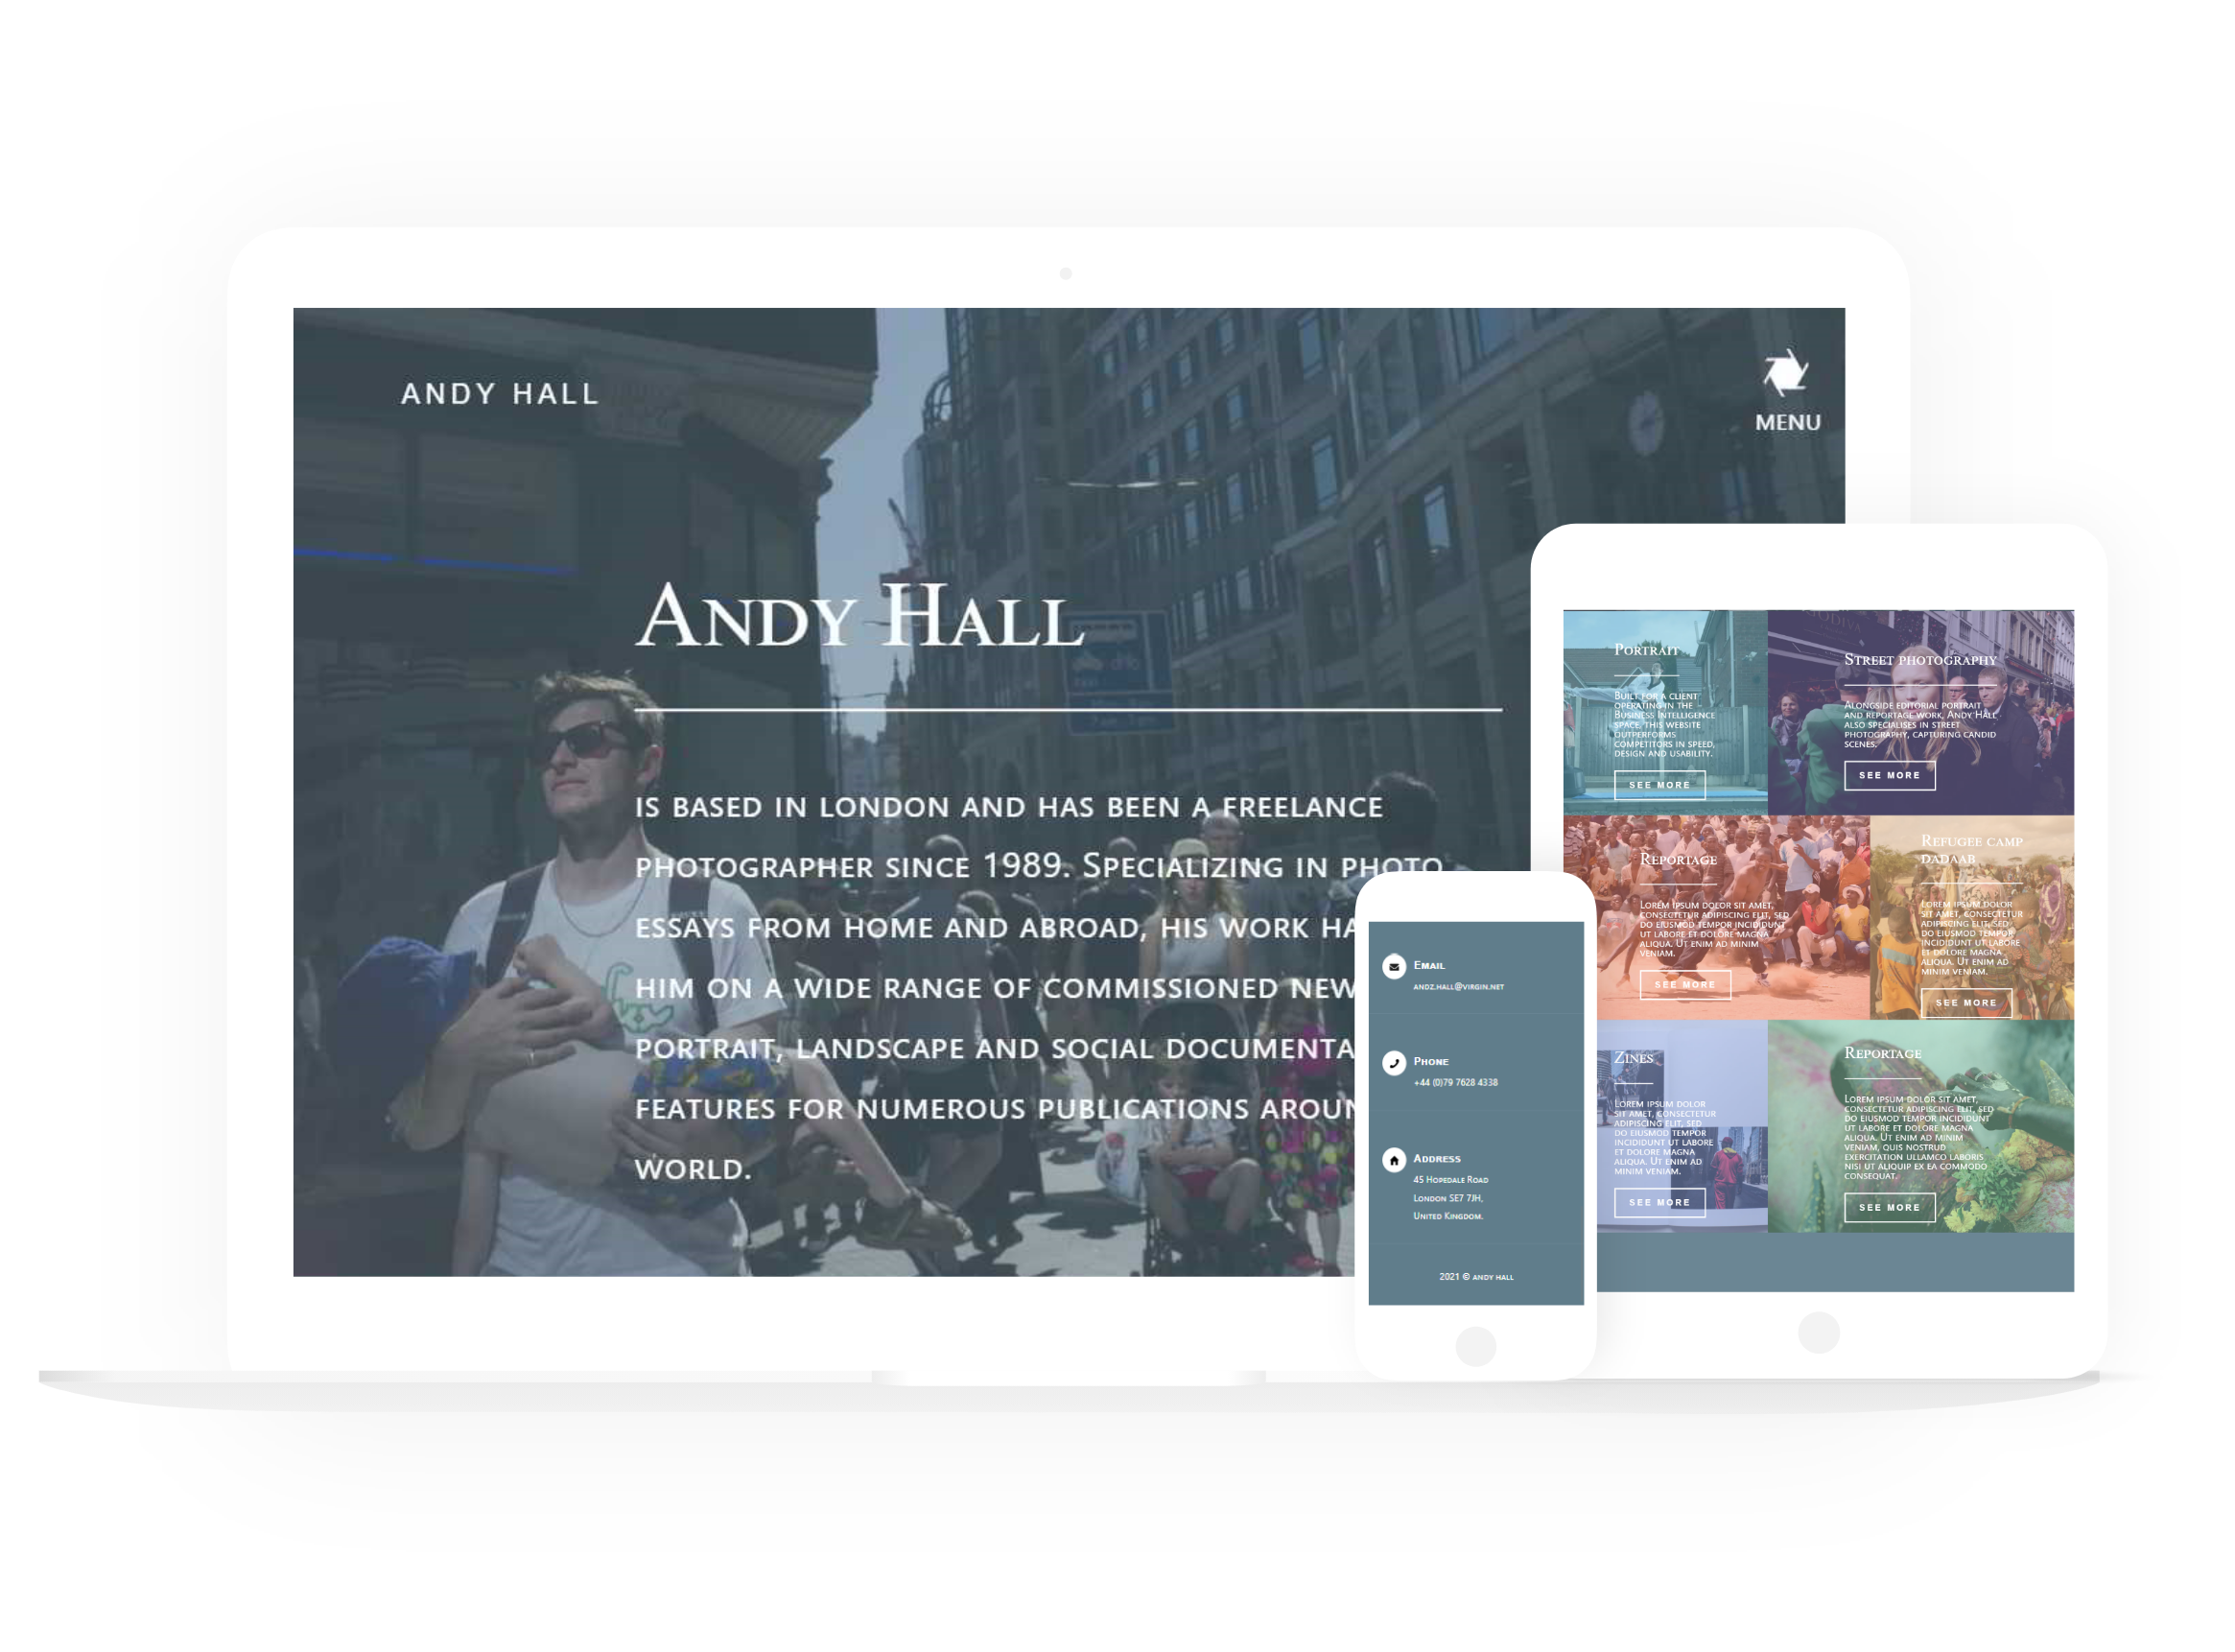 ANDY HALL
MENU
Andy Hall
is based in London and has been a freelance
photographer since 1989. Specializing in photo
essays from home and abroad, his work ha
him on a wide range of commissioned new
portrait, landscape and social documenta
features for numerous publications aroun
world.
Portrait
Built for a client
operating in the
Business Intelligence
space, this website
outperforms
competitors in speed,
design and usability.
SEE MORE
Street photography
Alongside editorial portrait
and reportage work, Andy Hall
also specialises in street
photography, capturing candid
scenes.
SEE MORE
Reportage
Lorem ipsum dolor sit amet,
consectetur adipiscing elit, sed
do eiusmod tempor incididunt
ut labore et dolore magna
aliqua. Ut enim ad minim
veniam.
SEE MORE
Refugee camp
dadaab
Lorem ipsum dolor
sit amet, consectetur
adipiscing elit, sed
do eiusmod tempor
incididunt ut labore
et dolore magna
aliqua. Ut enim ad
minim veniam.
SEE MORE
Zines
Lorem ipsum dolor
sit amet, consectetur
adipiscing elit, sed
do eiusmod tempor
incididunt ut labore
et dolore magna
aliqua. Ut enim ad
minim veniam.
SEE MORE
Reportage
Lorem ipsum dolor sit amet,
consectetur adipiscing elit, sed
do eiusmod tempor incididunt
ut labore et dolore magna
aliqua. Ut enim ad minim
veniam, quis nostrud
exercitation ullamco laboris
nisi ut aliquip ex ea commodo
consequat.
SEE MORE
Email
andz.hall@virgin.net
Phone
+44 (0)79 7628 4338
Address
45 Hopedale Road
London SE7 7JH,
United Kingdom.
2021 © andy hall